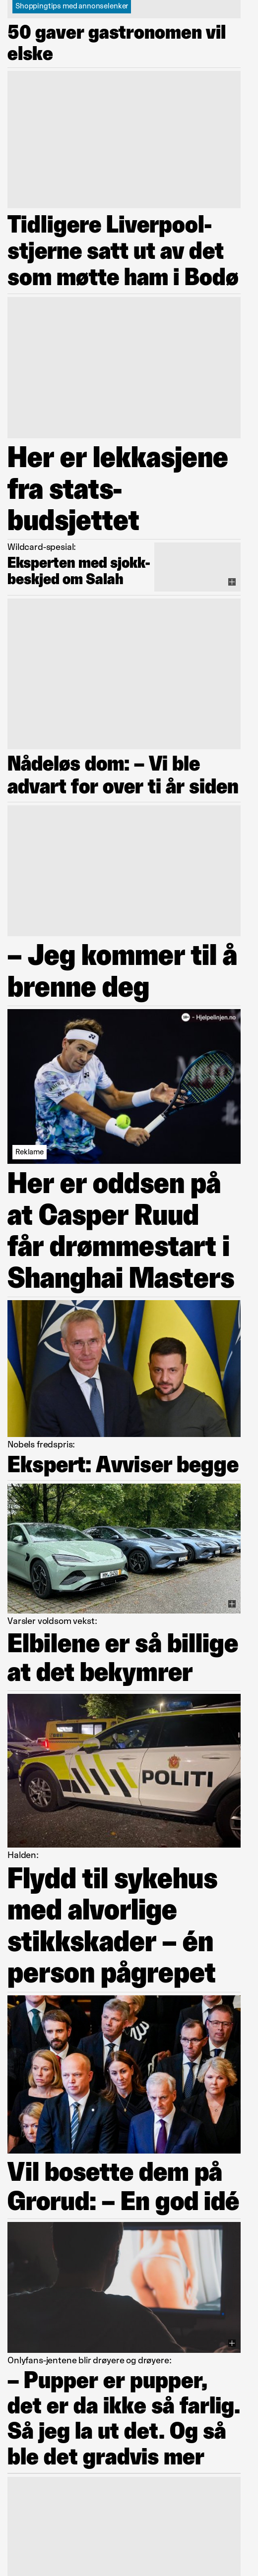 Shoppingtips med annonselenker
50 gaver gastronomen vil
elske
Tidligere Liverpool-
stjerne satt ut av det
som møtte ham i Bodø
Her er lekkasjene
fra stats-
budsjettet
Wildcard-spesial:
Eksperten med sjokk-
beskjed om Salah
Nådeløs dom: – Vi ble
advart for over ti år siden
– Jeg kommer til å
brenne deg
– Hjelpelinjen.no
Reklame
Her er oddsen på
at Casper Ruud
får drømmestart i
Shanghai Masters
Nobels fredspris:
Ekspert: Avviser begge
Varsler voldsom vekst:
Elbilene er så billige
at det bekymrer
POLITI
Halden:
Flydd til sykehus
med alvorlige
stikkskader – én
person pågrepet
Vil bosette dem på
Grorud: – En god idé
Onlyfans-jentene blir drøyere og drøyere:
– Pupper er pupper,
det er da ikke så farlig.
Så jeg la ut det. Og så
ble det gradvis mer